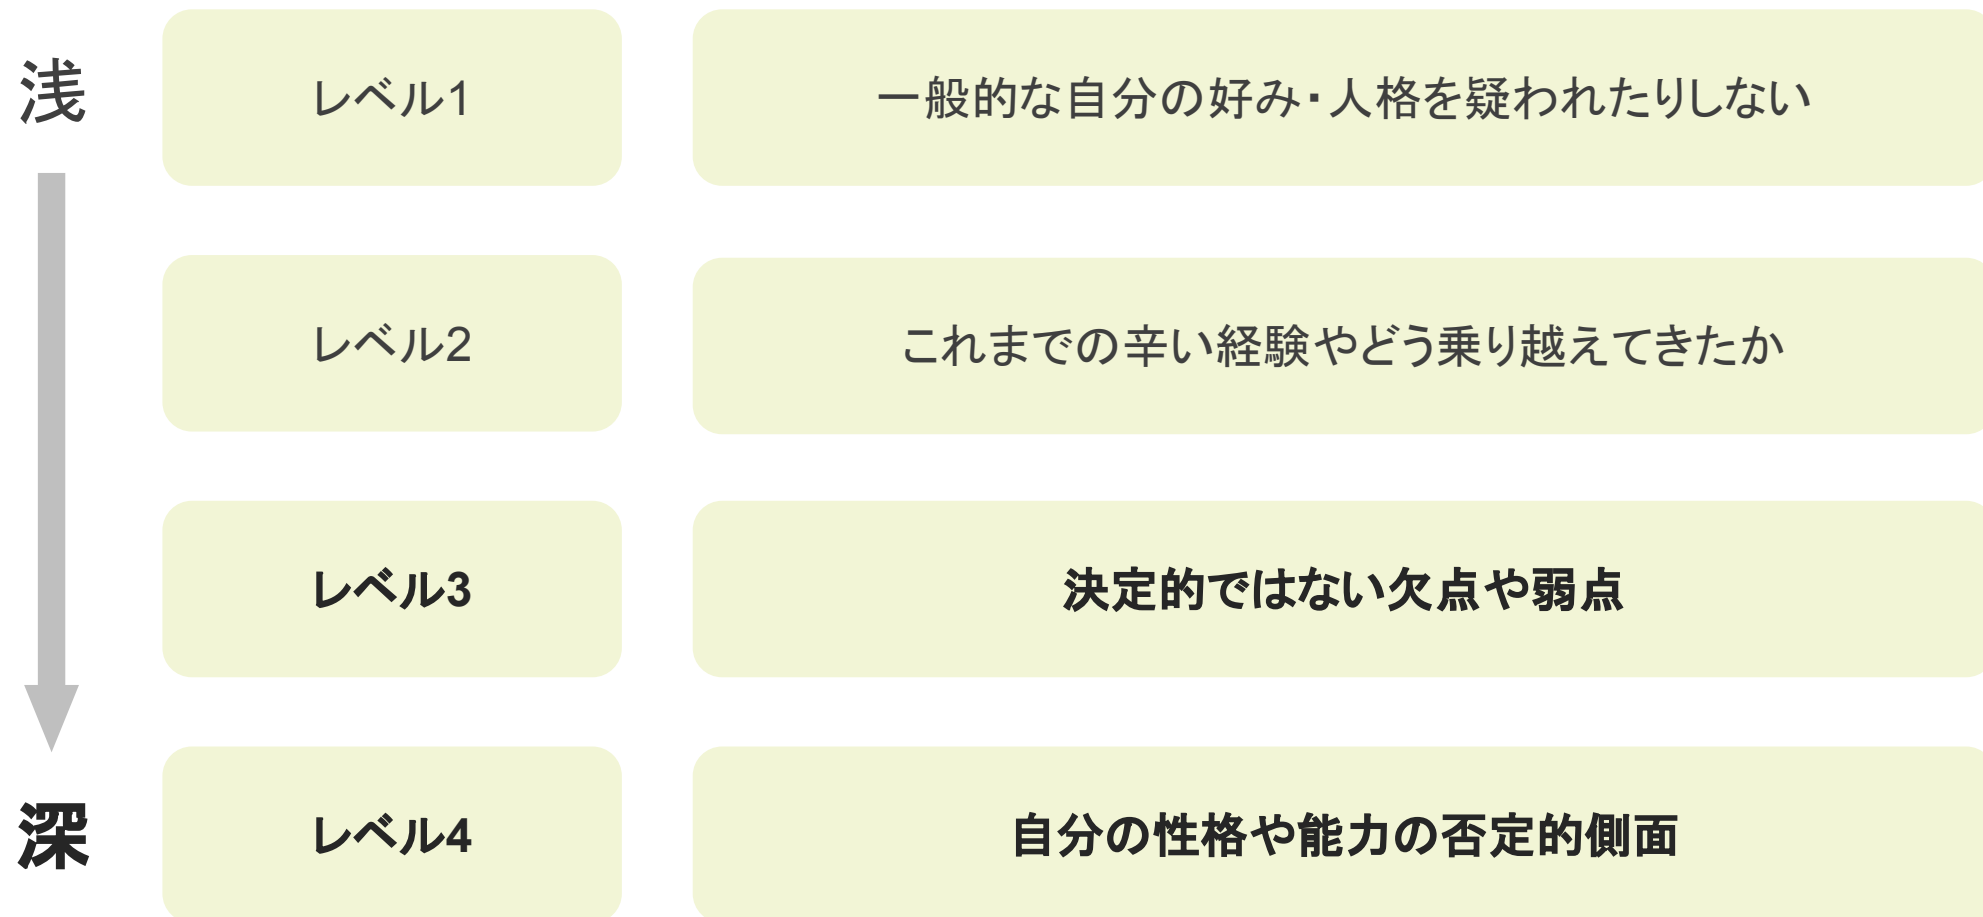 浅
レベル1
一般的な自分の好み・人格を疑われたりしない
レベル2
これまでの辛い経験やどう乗り越えてきたか
レベル3
決定的ではない欠点や弱点
深
レベル4
自分の性格や能力の否定的側面